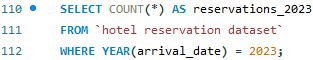 110 SELECT COUNT(*) AS reservations_2023
111 FROM `hotel reservation dataset`
112 WHERE YEAR(arrival_date) = 2023;